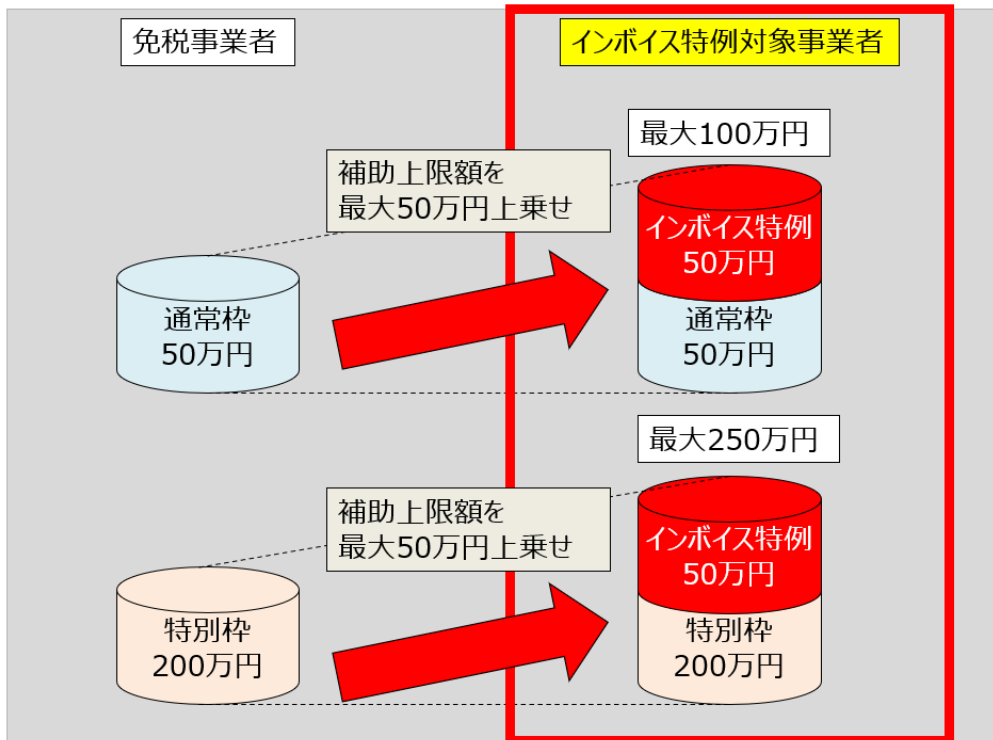 免税事業者
インボイス特例対象事業者
最大100万円
補助上限額を
最大50万円上乗せ
インボイス特例
50万円
通常枠
50万円
通常枠
50万円
最大250万円
補助上限額を
最大50万円上乗せ
インボイス特例
50万円
特別枠
200万円
特別枠
200万円